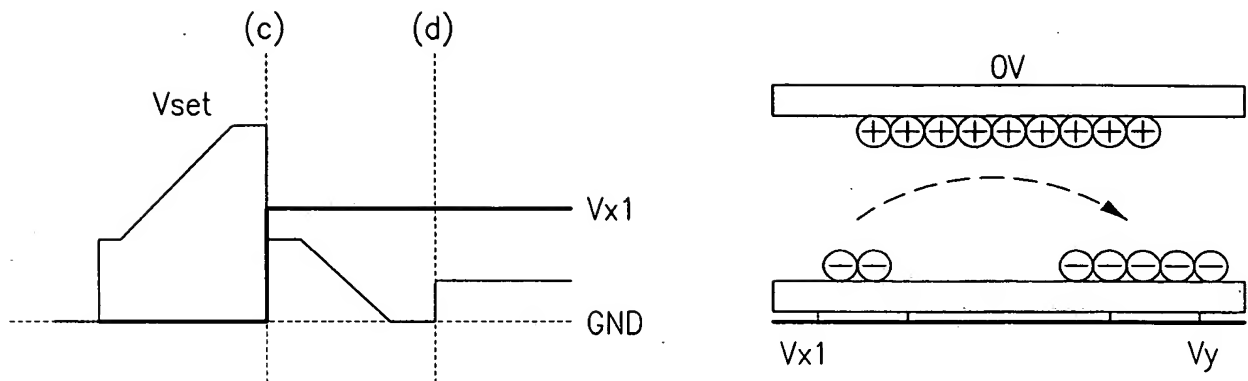 (c)
(d)
Vset
Vx1
GND
0V
+ + + + + + + + +
− − − − − − −
Vx1
Vy